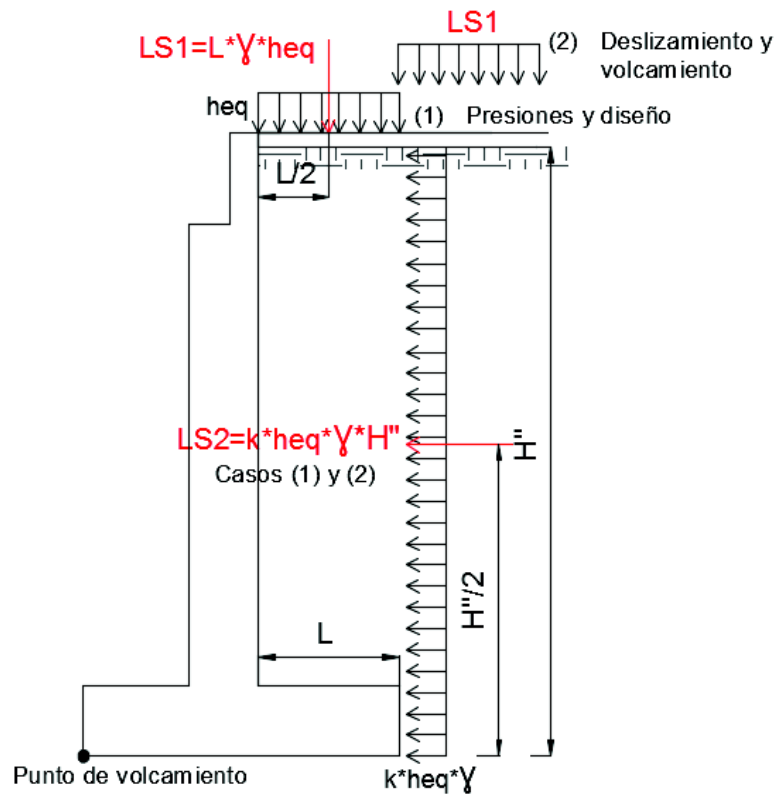 LS1
LS1=L*ɣ*heq
(2) Deslizamiento y
volcamiento
heq
(1) Presiones y diseño
L/2
LS2=k*heq*ɣ*H"
Casos (1) y (2)
H"
H"/2
L
Punto de volcamiento
k*heq*ɣ